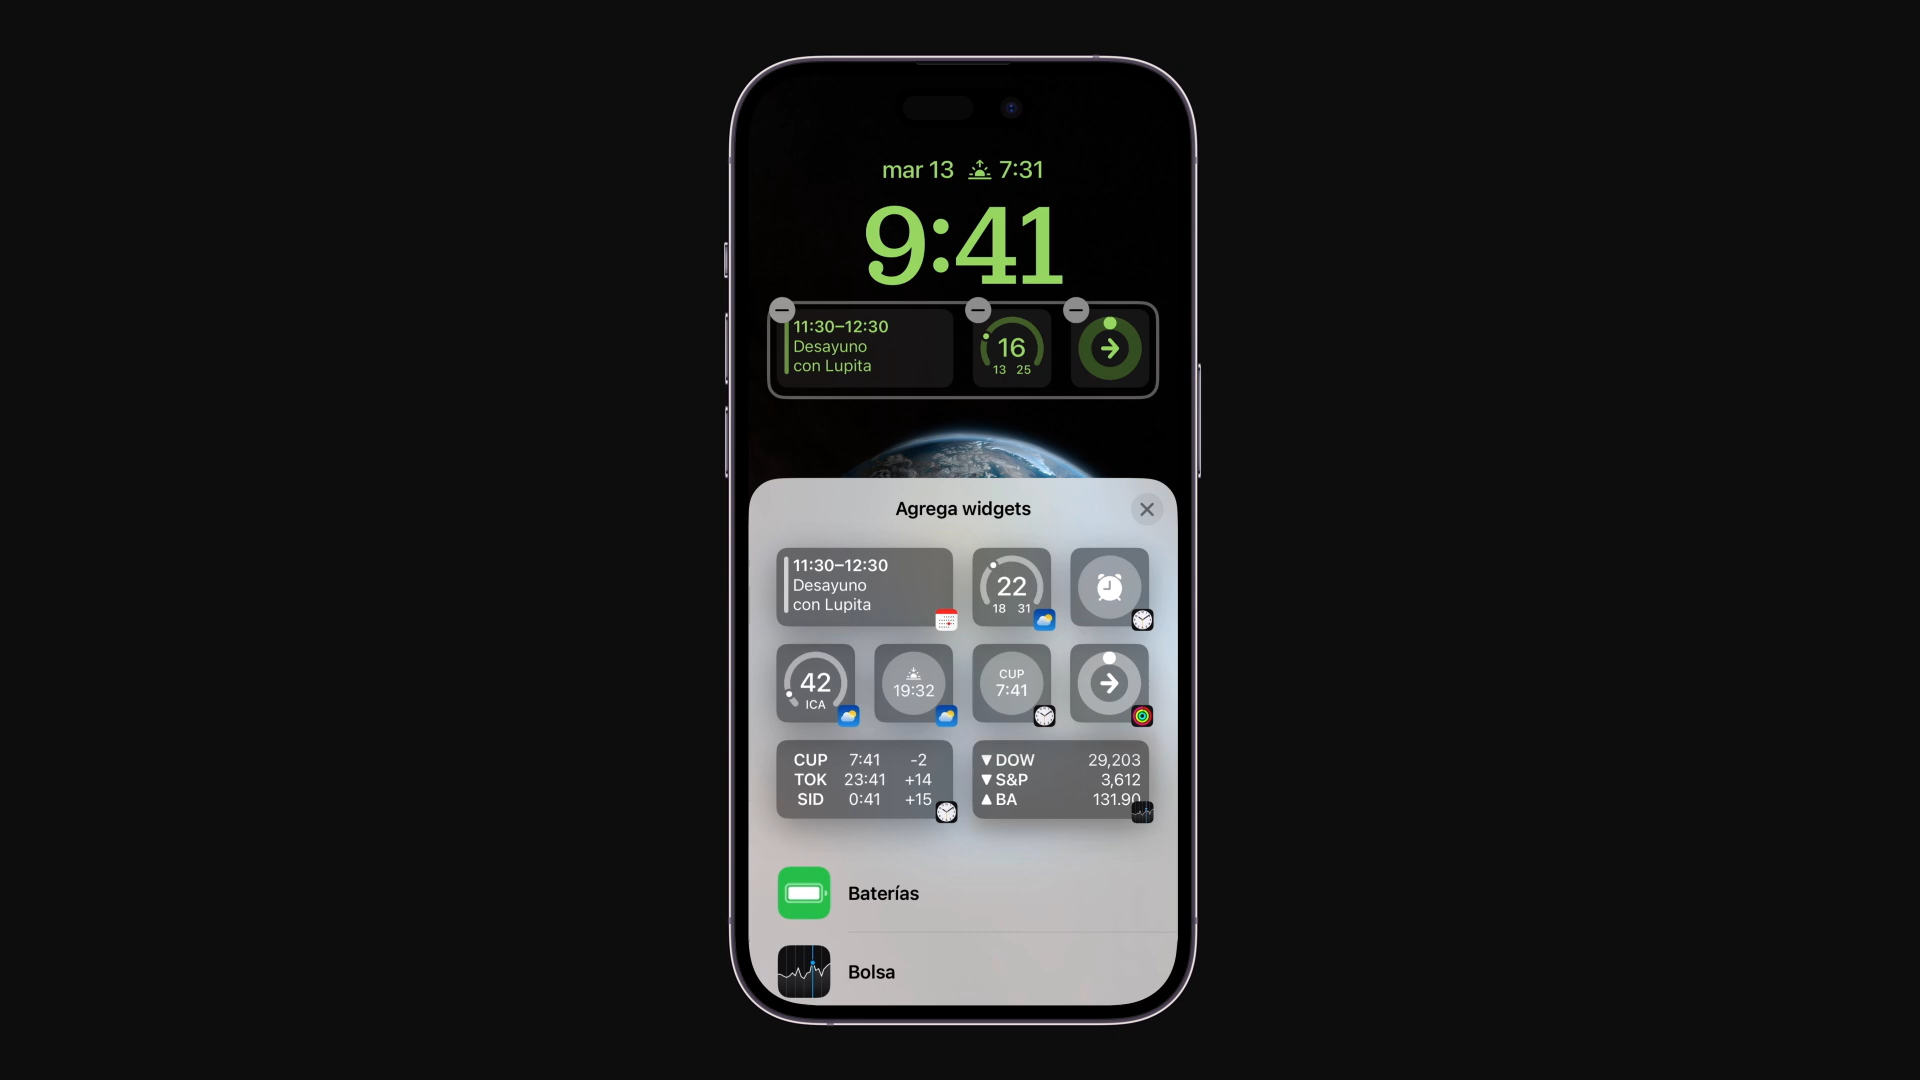 mar 13 7:31
9:41
11:30–12:30
Desayuno
con Lupita
16
13 25
Agrega widgets
11:30–12:30
Desayuno
con Lupita
22
18 31
42
ICA
19:32
CUP
7:41
CUP 7:41 -2
TOK 23:41 +14
SID 0:41 +15
▼ DOW 29,203
▼ S&P 3,612
▲ BA 131.90
Baterías
Bolsa